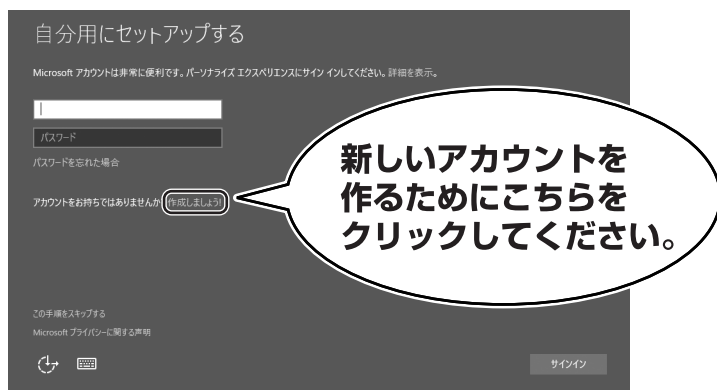 自分用にセットアップする
Microsoft アカウントは非常に便利です。パーソナライズ エクスペリエンスにサイン インしてください。詳細を表示。
パスワード
パスワードを忘れた場合
アカウントをお持ちではありませんか 作成しましょう!
新しいアカウントを
作るためにこちらを
クリックしてください。
この手順をスキップする
Microsoft プライバシーに関する声明
サインイン